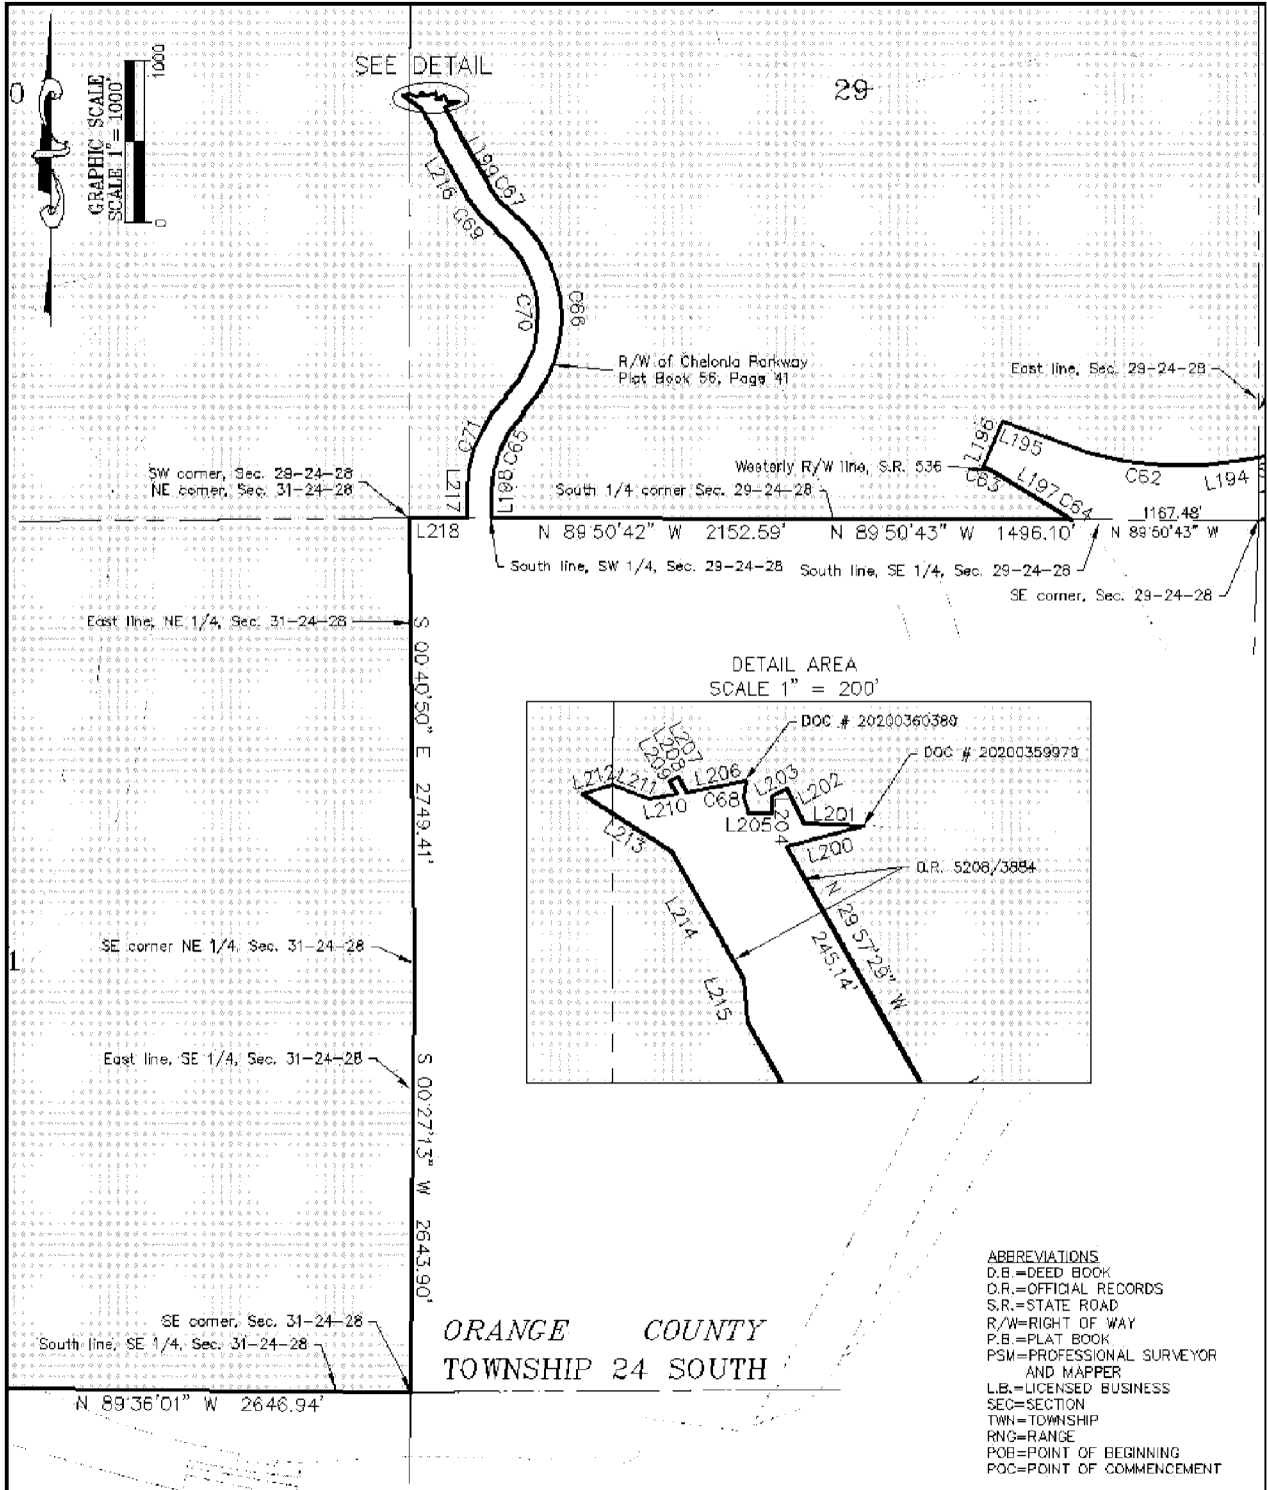 SEE DETAIL
29
0
GRAPHIC SCALE
SCALE 1" = 1000'
0
1000
L199
C67
L216
C69
C70
C66
R/W of Chelonia Parkway
Plat Book 56, Page 41
East line, Sec. 29-24-28
C71
C65
L217
L198
L196
L195
Westerly R/W line, S.R. 536
C63
L197
C64
C62
L194
SW corner, Sec. 29-24-28
NE corner, Sec. 31-24-28
South 1/4 corner Sec. 29-24-28
1167.48'
L218
N 89°50'42" W 2152.59'
N 89°50'43" W 1496.10'
N 89°50'43" W
South line, SW 1/4, Sec. 29-24-28
South line, SE 1/4, Sec. 29-24-28
SE corner, Sec. 29-24-28
East line, NE 1/4, Sec. 31-24-28
S 00°40'50" E 2749.41'
DETAIL AREA
SCALE 1" = 200'
DOC # 20200360380
DOC # 20200359979
L207
L208
L209
L212
L211
L210
L206
C68
L203
L202
L205
L204
L201
L200
L213
O.R. 5208/3884
L214
L215
N 29°57'29" W
245.14'
SE corner NE 1/4, Sec. 31-24-28
1
East line, SE 1/4, Sec. 31-24-28
S 00°27'13" W 2643.90'
SE corner, Sec. 31-24-28
South line, SE 1/4, Sec. 31-24-28
N 89°36'01" W 2646.94'
ORANGE COUNTY
TOWNSHIP 24 SOUTH
ABBREVIATIONS
D.B.=DEED BOOK
O.R.=OFFICIAL RECORDS
S.R.=STATE ROAD
R/W=RIGHT OF WAY
P.B.=PLAT BOOK
PSM=PROFESSIONAL SURVEYOR
AND MAPPER
L.B.=LICENSED BUSINESS
SEC=SECTION
TWN=TOWNSHIP
RNG=RANGE
POB=POINT OF BEGINNING
POC=POINT OF COMMENCEMENT